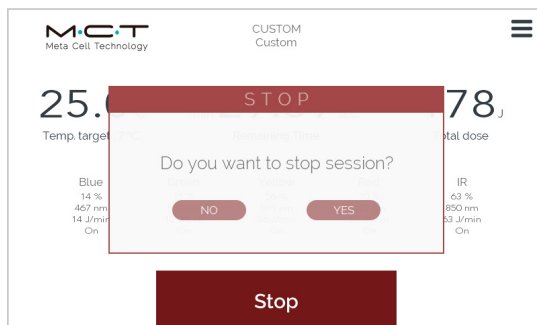 M·C·T
Meta Cell Technology
CUSTOM
Custom
25.
78 J
Temp. target
Total dose
STOP
Do you want to stop session?
NO
YES
Blue
14 %
467 nm
14 J/min
On
IR
63 %
850 nm
63 J/min
On
Stop